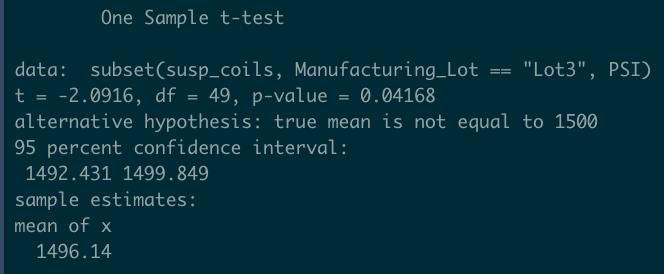 One Sample t-test
data:  subset(susp_coils, Manufacturing_Lot == "Lot3", PSI)
t = -2.0916, df = 49, p-value = 0.04168
alternative hypothesis: true mean is not equal to 1500
95 percent confidence interval:
1492.431 1499.849
sample estimates:
mean of x
1496.14